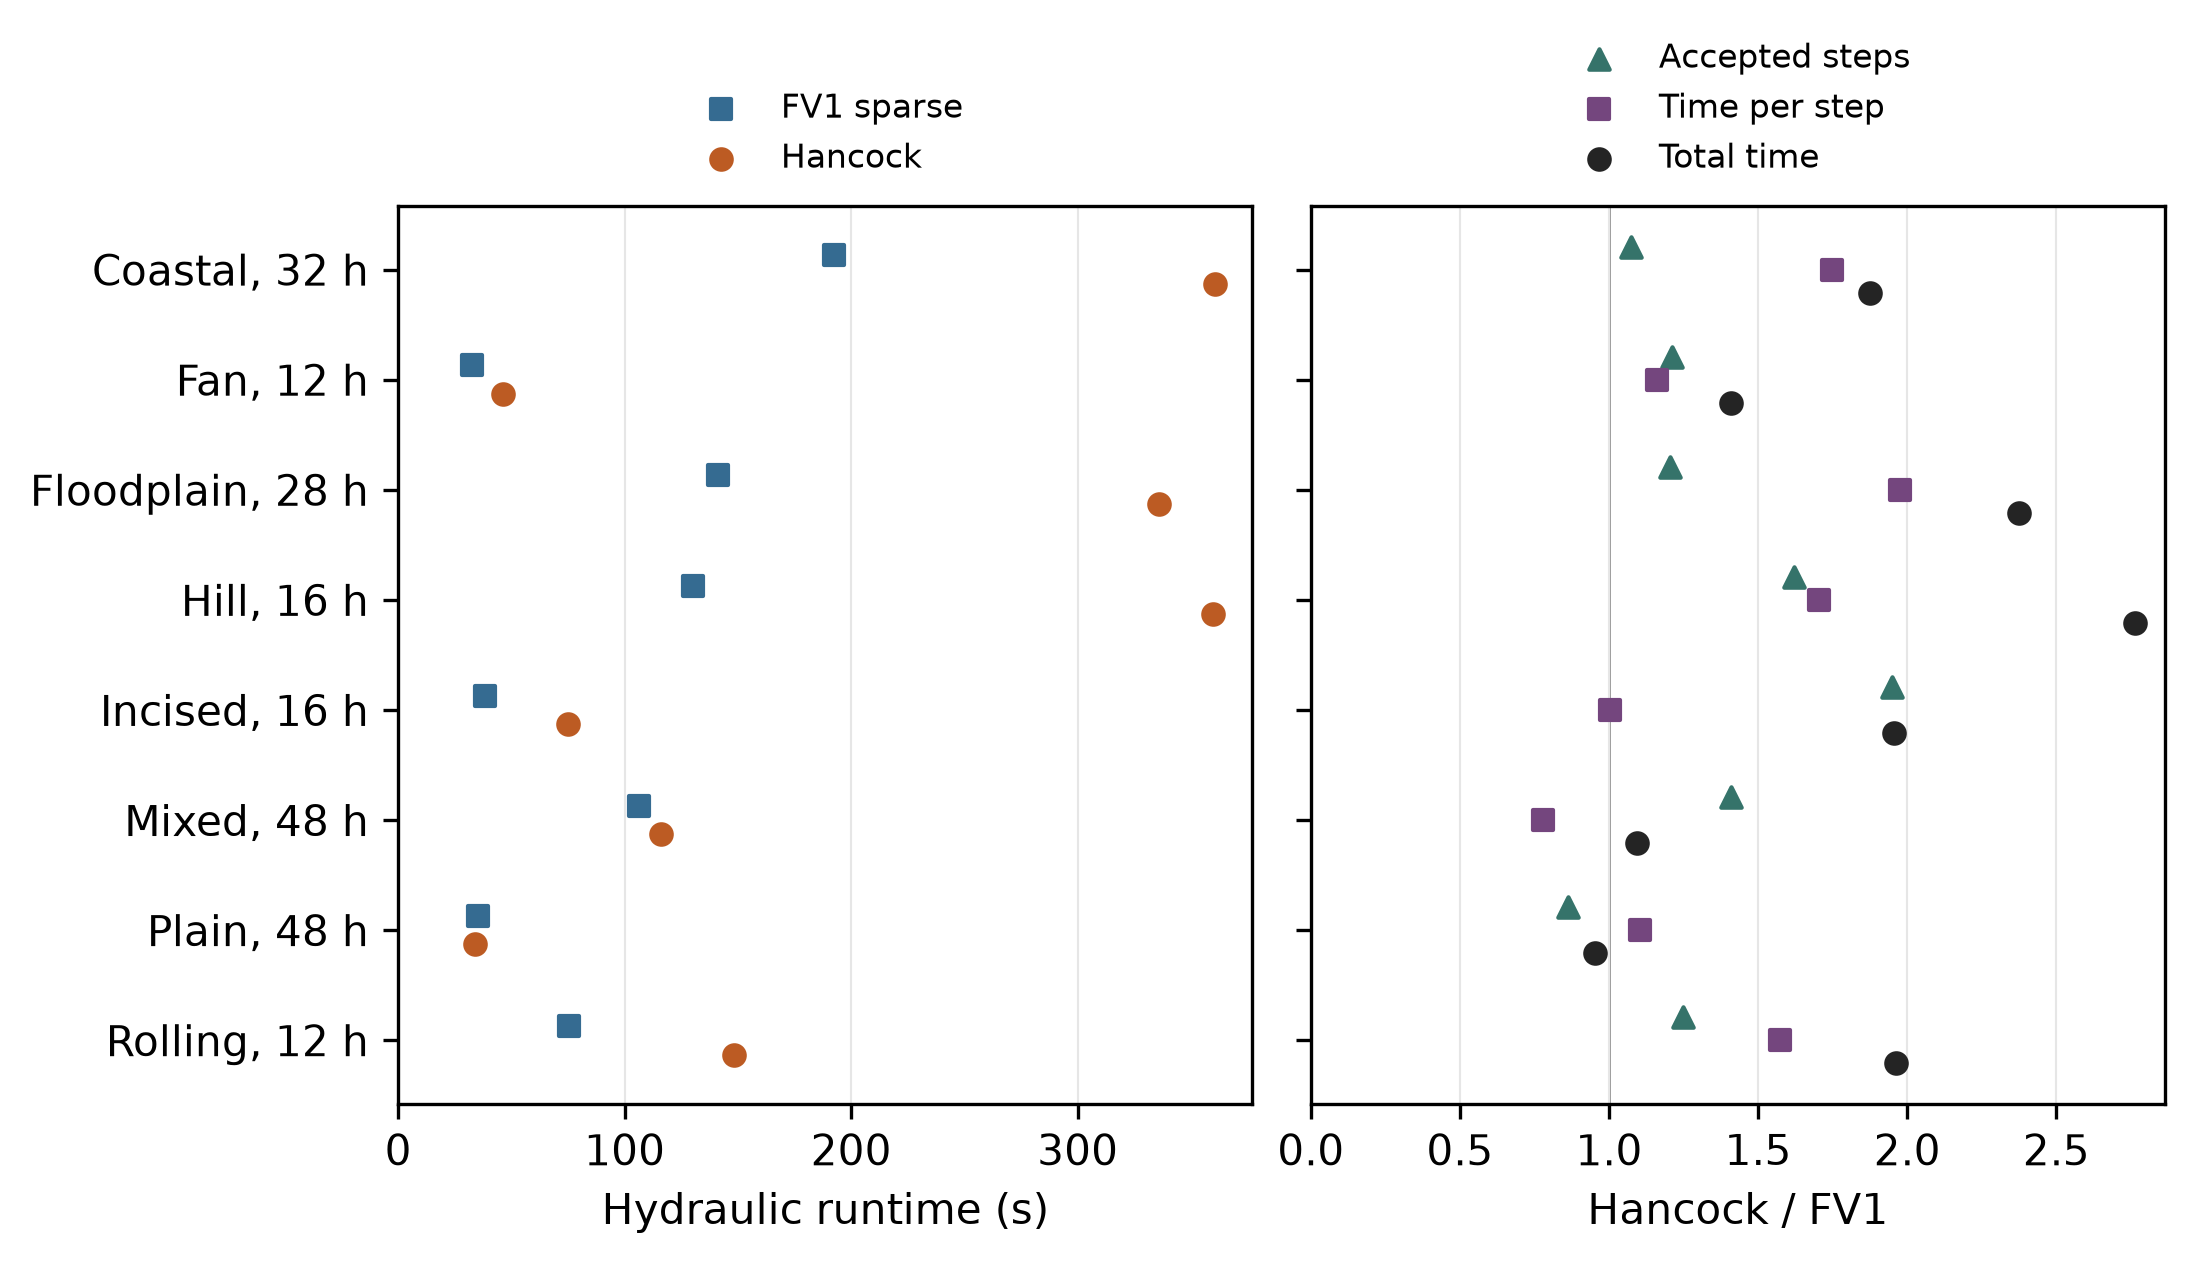 FV1 sparse
Hancock
Accepted steps
Time per step
Total time
Coastal, 32 h
Fan, 12 h
Floodplain, 28 h
Hill, 16 h
Incised, 16 h
Mixed, 48 h
Plain, 48 h
Rolling, 12 h
0 100 200 300
Hydraulic runtime (s)
0.0 0.5 1.0 1.5 2.0 2.5
Hancock / FV1